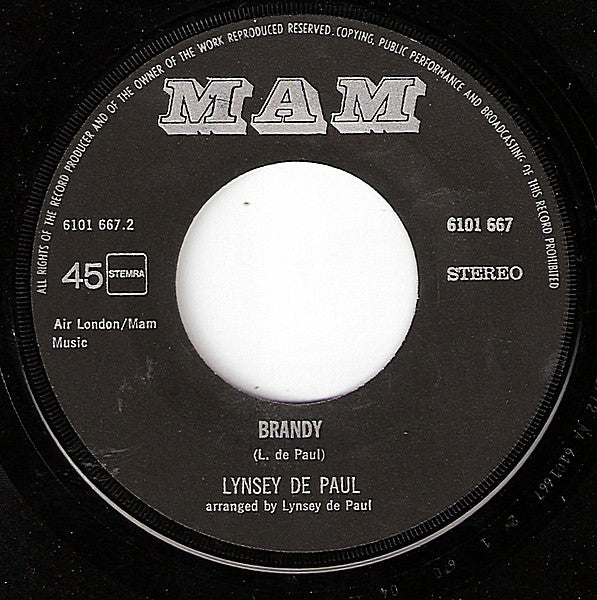 ALL RIGHTS OF THE RECORD PRODUCER AND OF THE OWNER OF THE WORK REPRODUCED RESERVED. COPYING, PUBLIC PERFORMANCE AND BROADCASTING OF THIS RECORD PROHIBITED
MAM
6101 667.2
6101 667
45
STEMRA
STEREO
Air London/Mam
Music
BRANDY
(L. de Paul)
LYNSEY DE PAUL
arranged by Lynsey de Paul